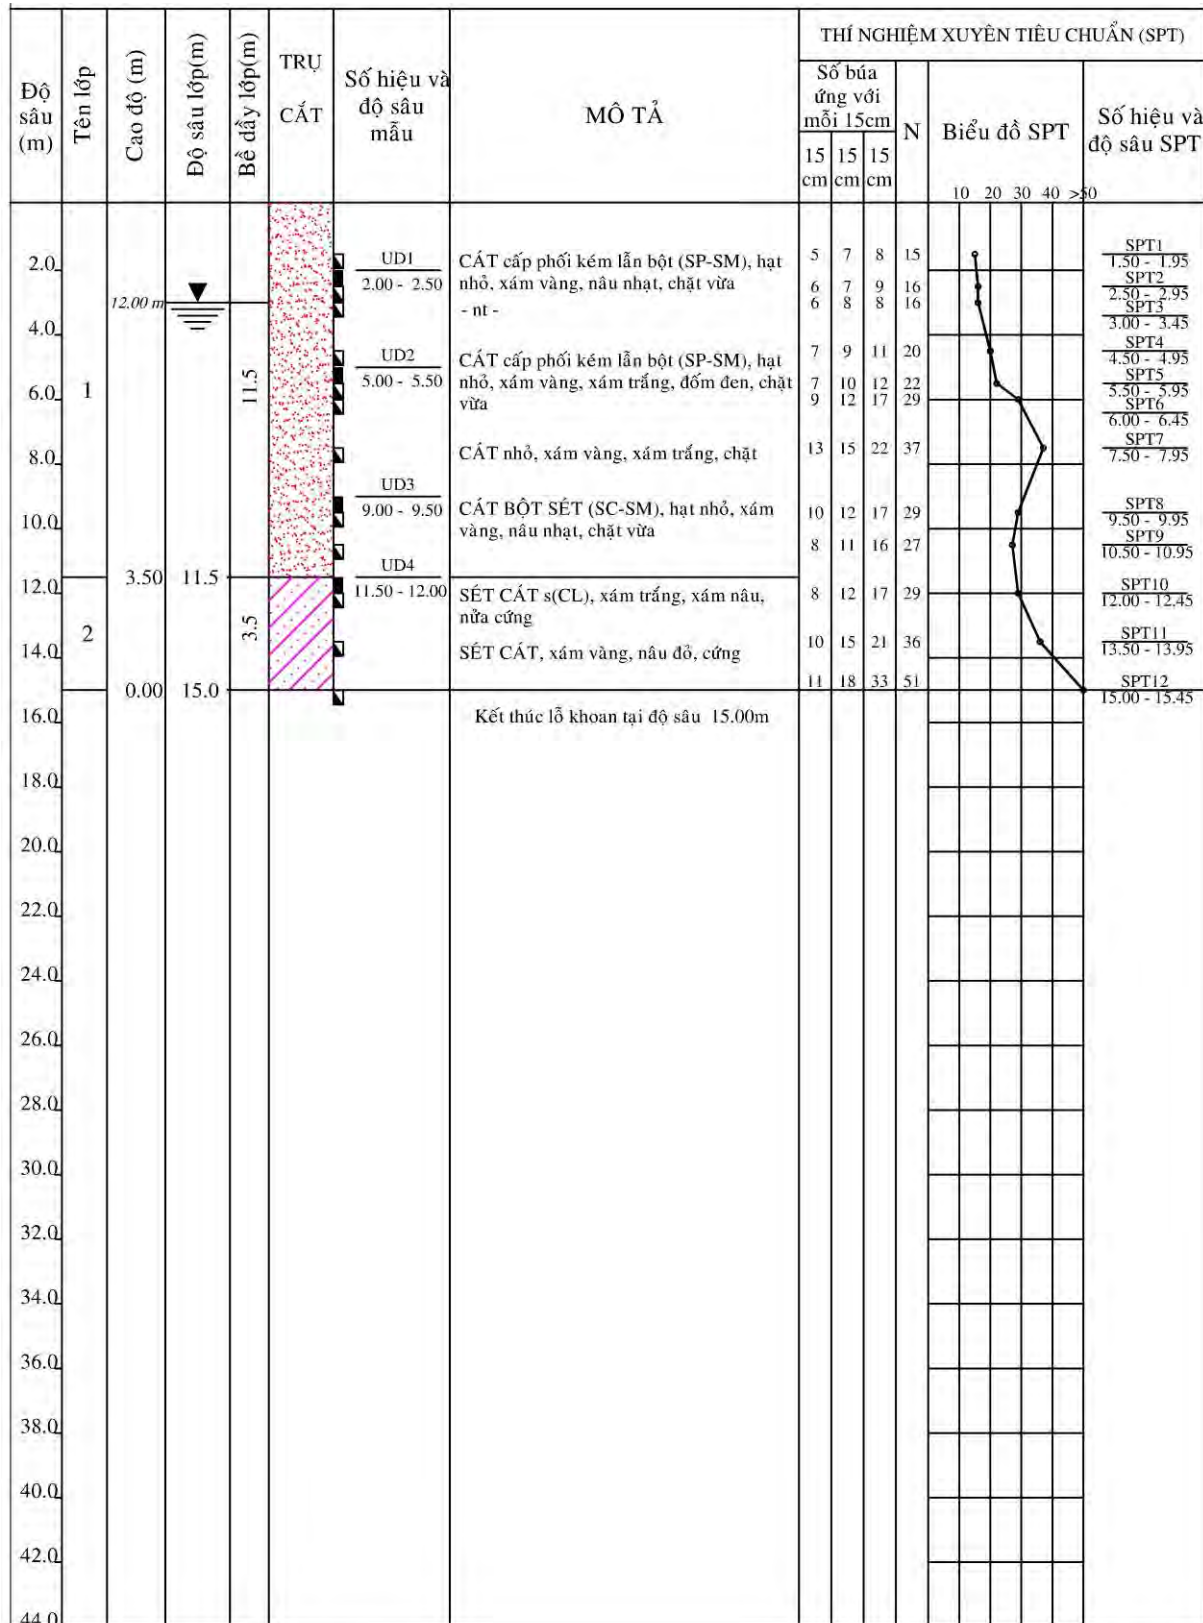 THÍ NGHIỆM XUYÊN TIÊU CHUẨN (SPT)
Độ sâu (m)
Tên lớp
Cao độ (m)
Độ sâu lớp(m)
Bề dầy lớp(m)
TRỤ CẮT
Số hiệu và độ sâu mẫu
MÔ TẢ
Số búa ứng với mỗi 15cm
15 cm 15 cm 15 cm
N
Biểu đồ SPT
10 20 30 40 >50
Số hiệu và độ sâu SPT
UD1
CÁT cấp phối kém lẫn bột (SP-SM), hạt
5 7 8 15
SPT1
1.50 - 1.95
2.0
2.00 - 2.50
nhỏ, xám vàng, nâu nhạt, chặt vừa
6 7 9 16
SPT2
2.50 - 2.95
12.00 m
- nt -
6 8 8 16
SPT3
3.00 - 3.45
4.0
UD2
CÁT cấp phối kém lẫn bột (SP-SM), hạt
7 9 11 20
SPT4
4.50 - 4.95
5.00 - 5.50
nhỏ, xám vàng, xám trắng, đốm đen, chặt
7 10 12 22
SPT5
5.50 - 5.95
6.0
1
11.5
vừa
9 12 17 29
SPT6
6.00 - 6.45
8.0
CÁT nhỏ, xám vàng, xám trắng, chặt
13 15 22 37
SPT7
7.50 - 7.95
UD3
9.00 - 9.50
CÁT BỘT SÉT (SC-SM), hạt nhỏ, xám
10 12 17 29
SPT8
9.50 - 9.95
10.0
vàng, nâu nhạt, chặt vừa
8 11 16 27
SPT9
10.50 - 10.95
UD4
3.50 11.5
12.0
11.50 - 12.00
SÉT CÁT s(CL), xám trắng, xám nâu,
8 12 17 29
SPT10
12.00 - 12.45
nửa cứng
2
3.5
14.0
SÉT CÁT, xám vàng, nâu đỏ, cứng
10 15 21 36
SPT11
13.50 - 13.95
0.00 15.0
11 18 33 51
SPT12
15.00 - 15.45
16.0
Kết thúc lỗ khoan tại độ sâu 15.00m
18.0
20.0
22.0
24.0
26.0
28.0
30.0
32.0
34.0
36.0
38.0
40.0
42.0
44.0